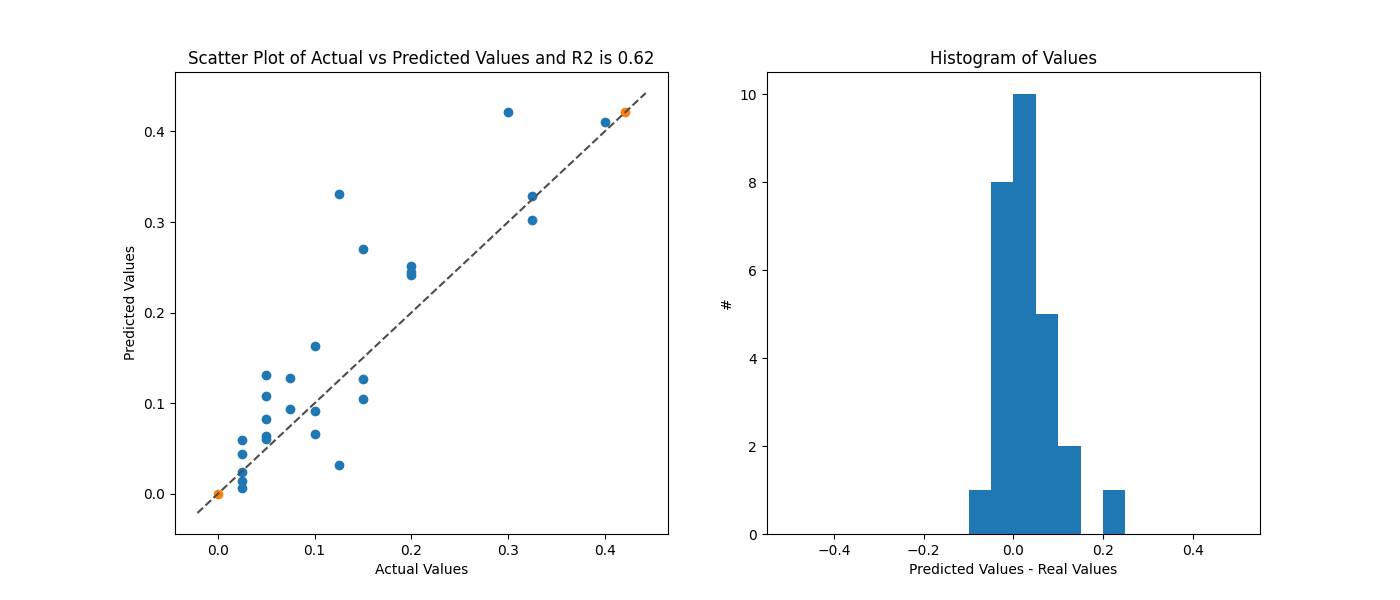 Scatter Plot of Actual vs Predicted Values and R2 is 0.62
Predicted Values
0.4
0.3
0.2
0.1
0.0
0.0 0.1 0.2 0.3 0.4
Actual Values
Histogram of Values
#
10
8
6
4
2
0
−0.4 −0.2 0.0 0.2 0.4
Predicted Values - Real Values